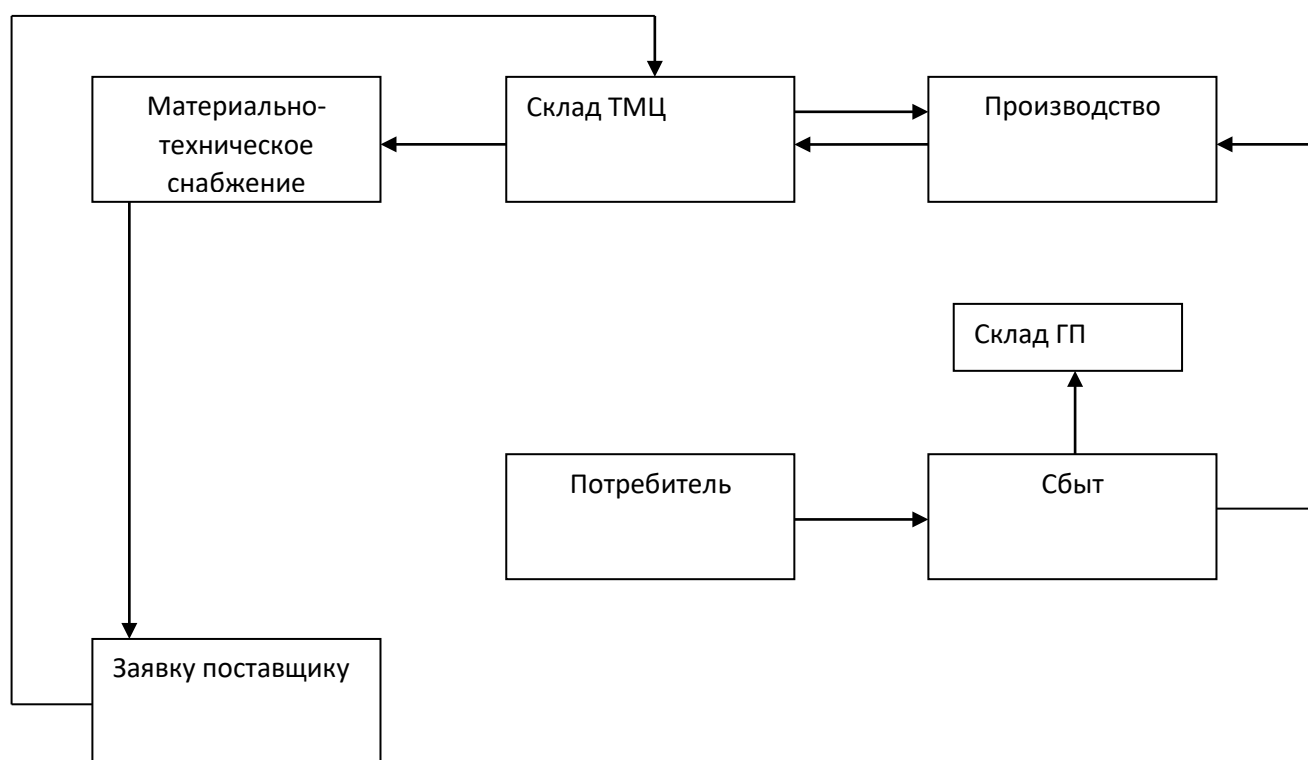 Материально-
техническое
снабжение
Склад ТМЦ
Производство
Склад ГП
Потребитель
Сбыт
Заявку поставщику